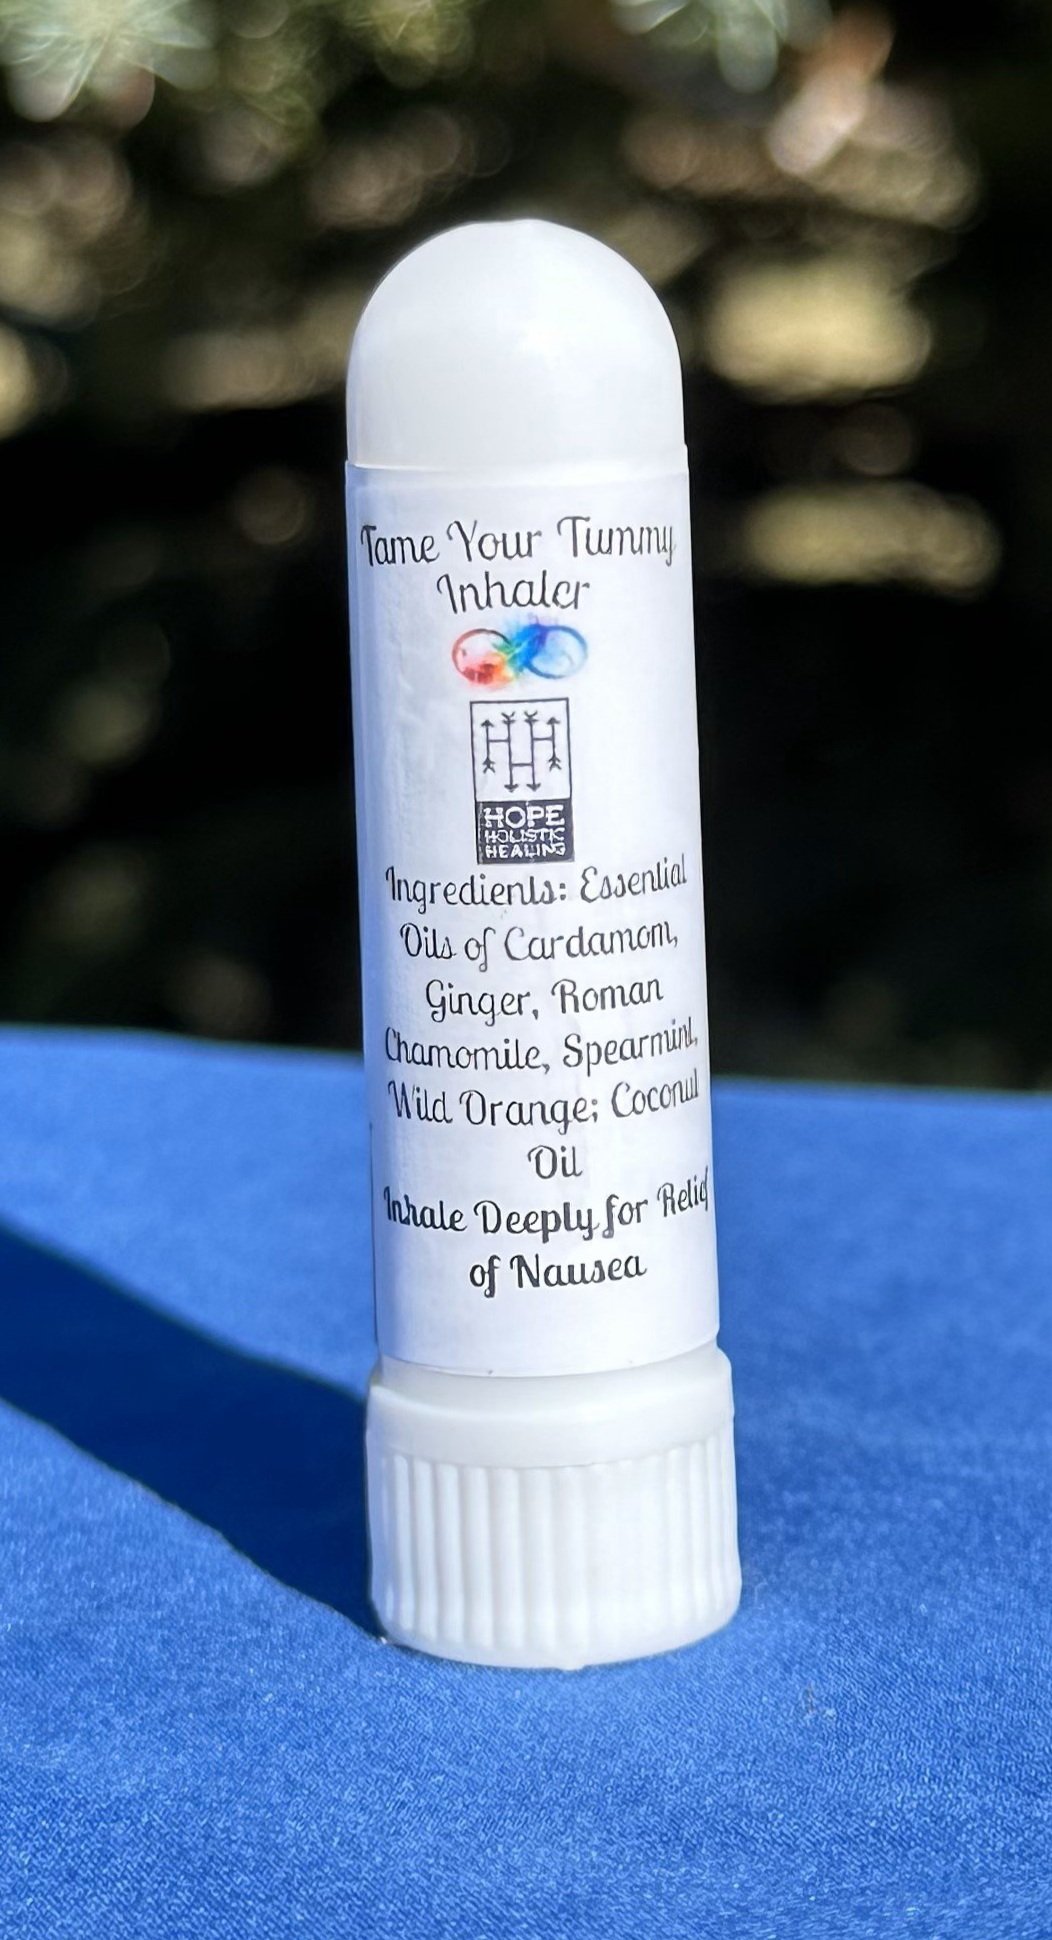 Tame Your Tummy
Inhaler
HOPE
HOLISTIC
HEALING
Ingredients: Essential
Oils of Cardamom,
Ginger, Roman
Chamomile, Spearmint,
Wild Orange; Coconut
Oil
Inhale Deeply for Relief
of Nausea